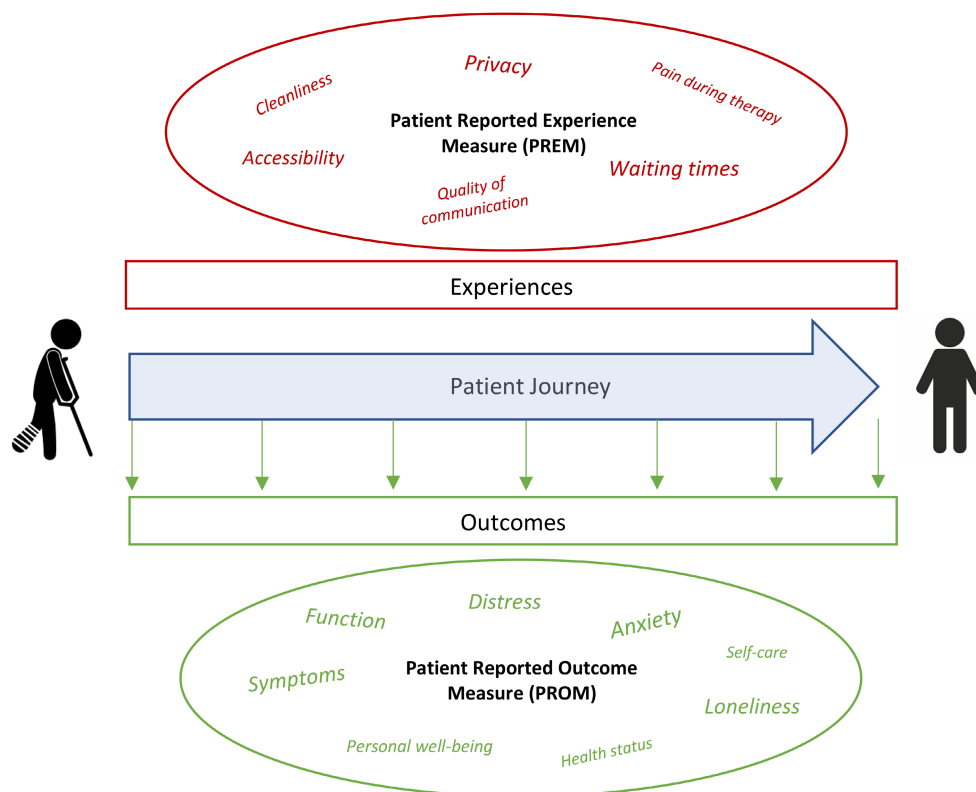 Privacy
Pain during therapy
Cleanliness
Patient Reported Experience
Measure (PREM)
Accessibility
Waiting times
Quality of
communication
Experiences
Patient Journey
Outcomes
Distress
Function
Anxiety
Self-care
Patient Reported Outcome
Measure (PROM)
Symptoms
Loneliness
Personal well-being
Health status